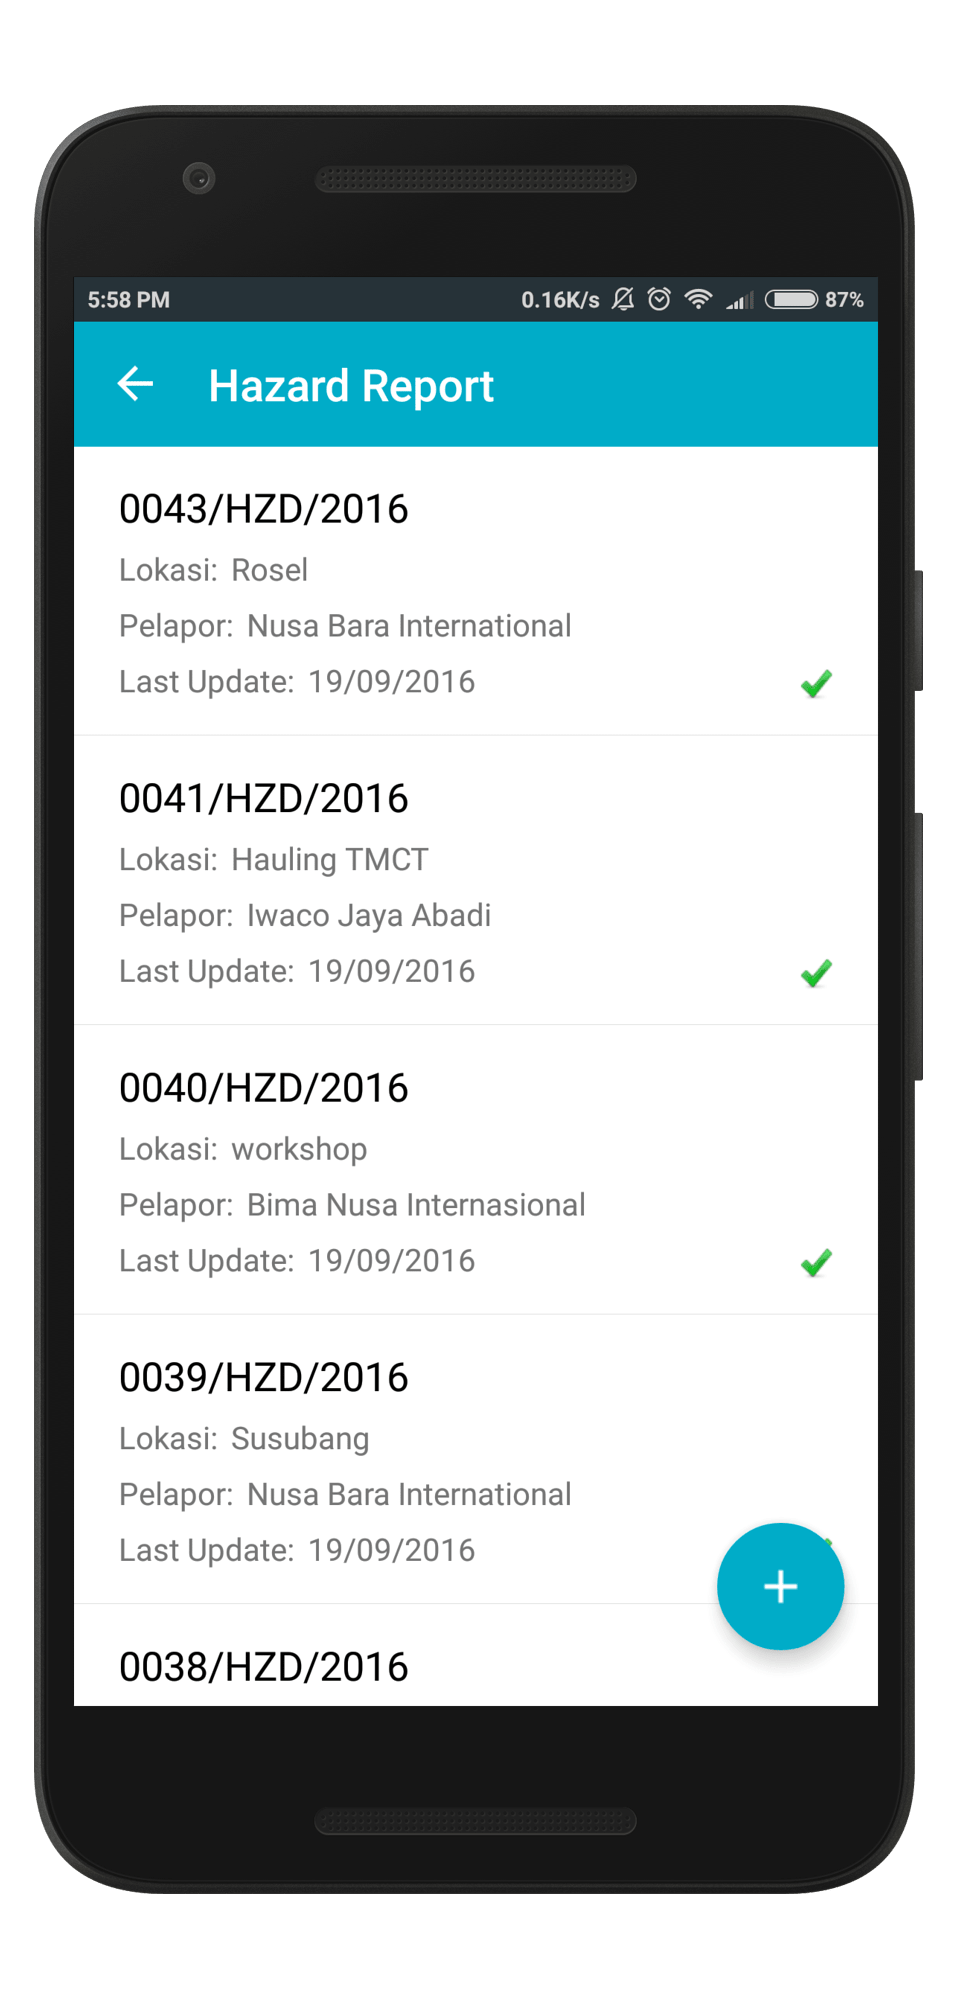 5:58 PM 0.16K/s 87%
Hazard Report
0043/HZD/2016
Lokasi: Rosel
Pelapor: Nusa Bara International
Last Update: 19/09/2016
0041/HZD/2016
Lokasi: Hauling TMCT
Pelapor: Iwaco Jaya Abadi
Last Update: 19/09/2016
0040/HZD/2016
Lokasi: workshop
Pelapor: Bima Nusa Internasional
Last Update: 19/09/2016
0039/HZD/2016
Lokasi: Susubang
Pelapor: Nusa Bara International
Last Update: 19/09/2016
+
0038/HZD/2016